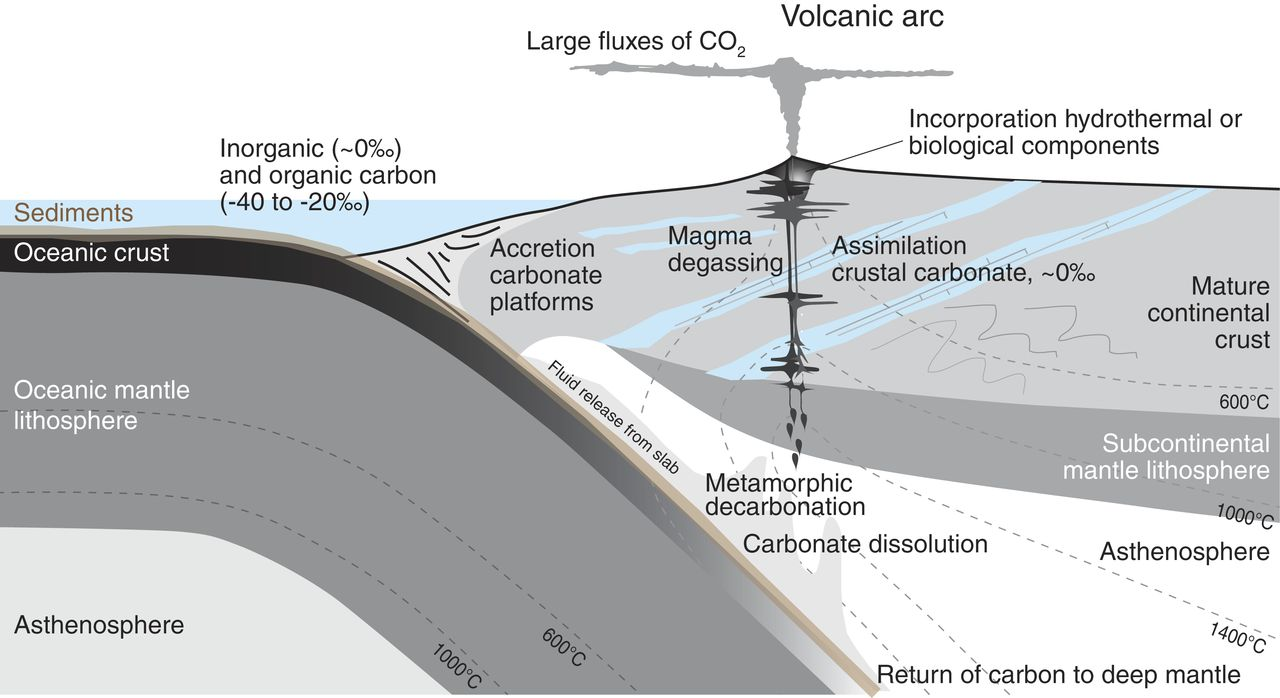 Volcanic arc
Large fluxes of CO2
Incorporation hydrothermal or
biological components
Inorganic (~0‰)
and organic carbon
(-40 to -20‰)
Sediments
Oceanic crust
Accretion
carbonate
platforms
Magma
degassing
Assimilation
crustal carbonate, ~0‰
Mature
continental
crust
Oceanic mantle
lithosphere
Fluid release from slab
600°C
Subcontinental
mantle lithosphere
Metamorphic
decarbonation
1000°C
Carbonate dissolution
Asthenosphere
Asthenosphere
1000°C
600°C
1400°C
Return of carbon to deep mantle